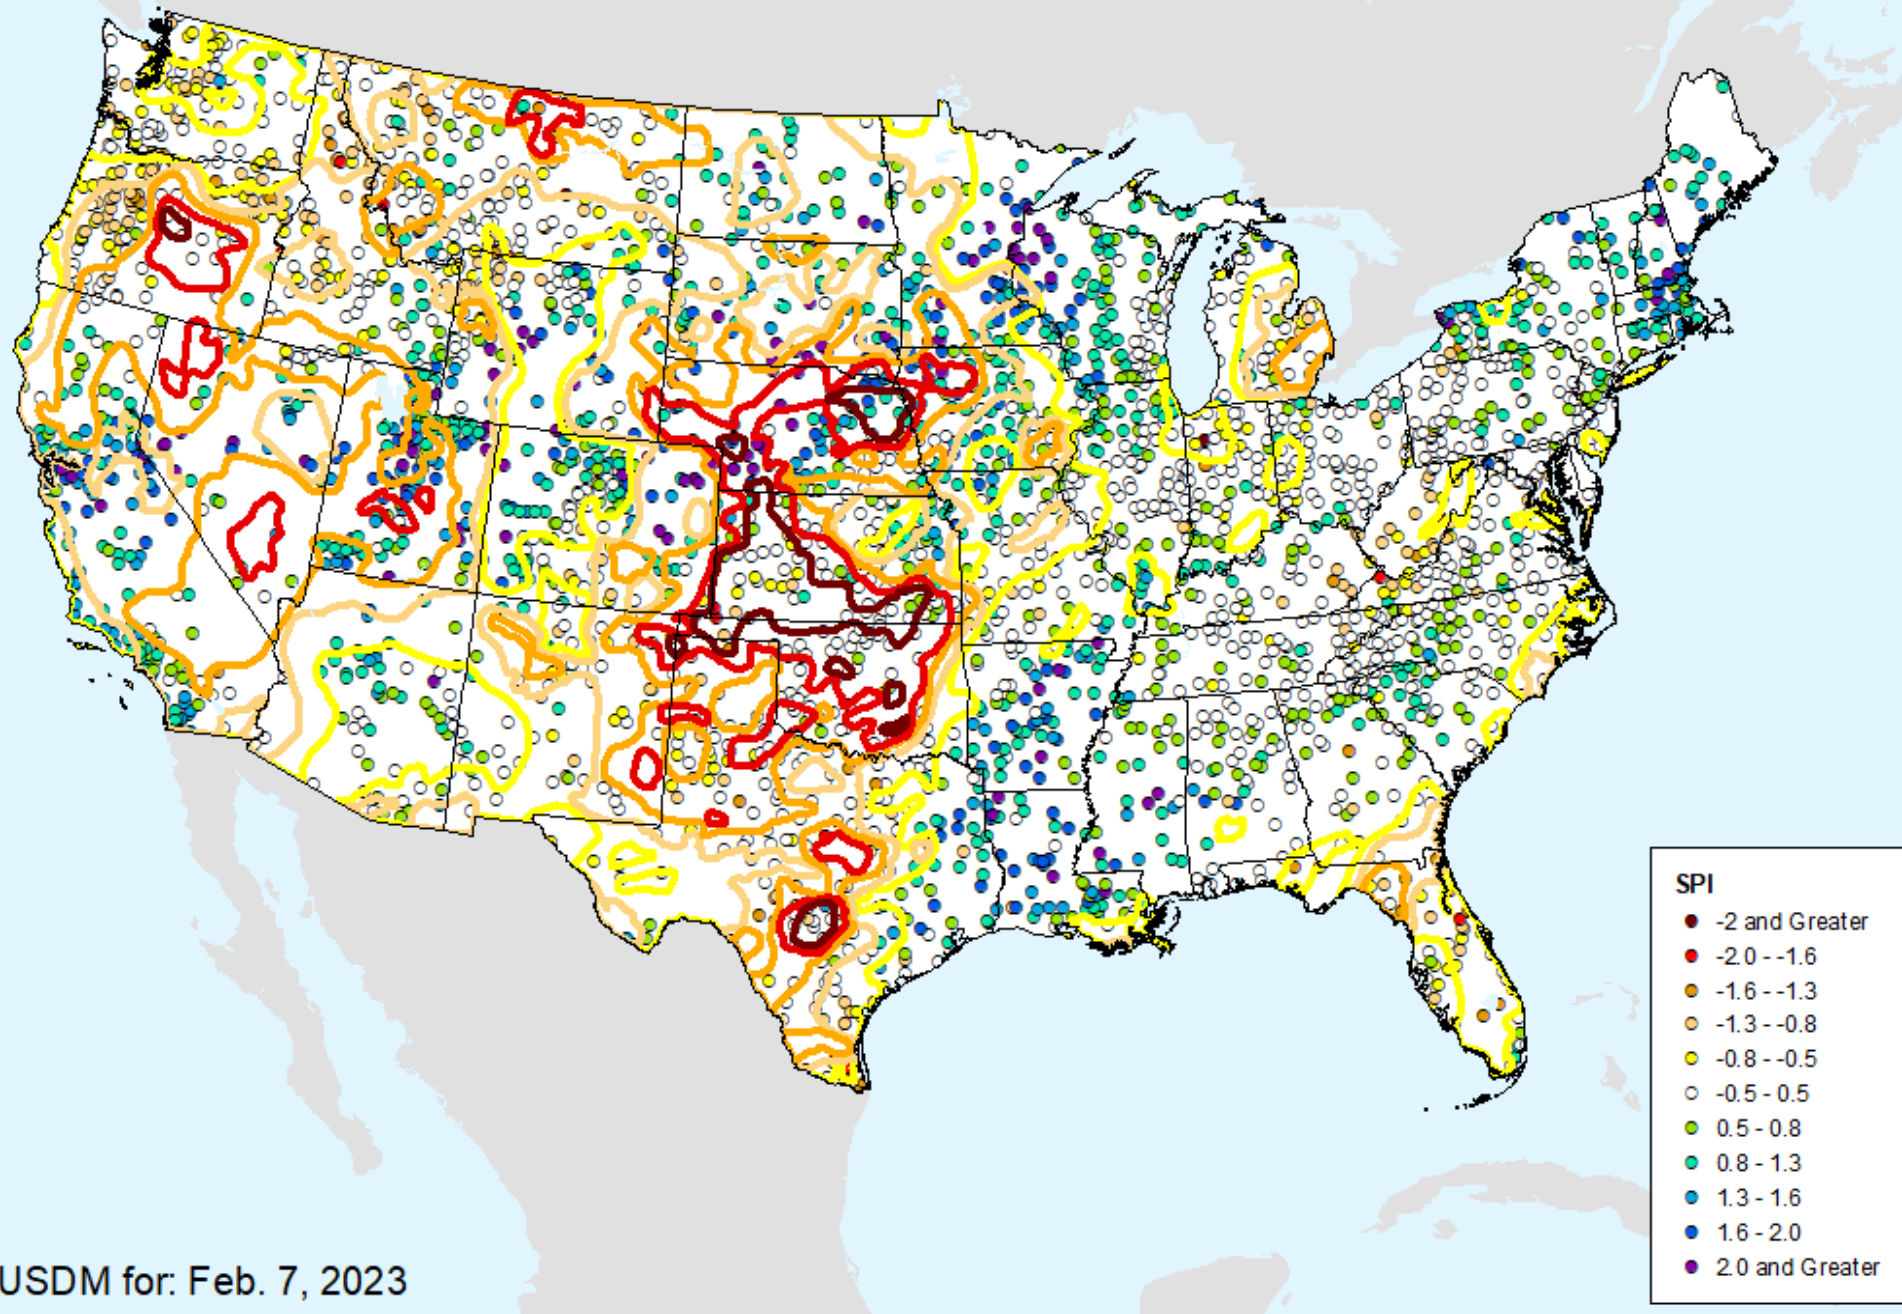 SPI
-2 and Greater
-2.0 - -1.6
-1.6 - -1.3
-1.3 - -0.8
-0.8 - -0.5
-0.5 - 0.5
0.5 - 0.8
0.8 - 1.3
1.3 - 1.6
1.6 - 2.0
2.0 and Greater
USDM for: Feb. 7, 2023